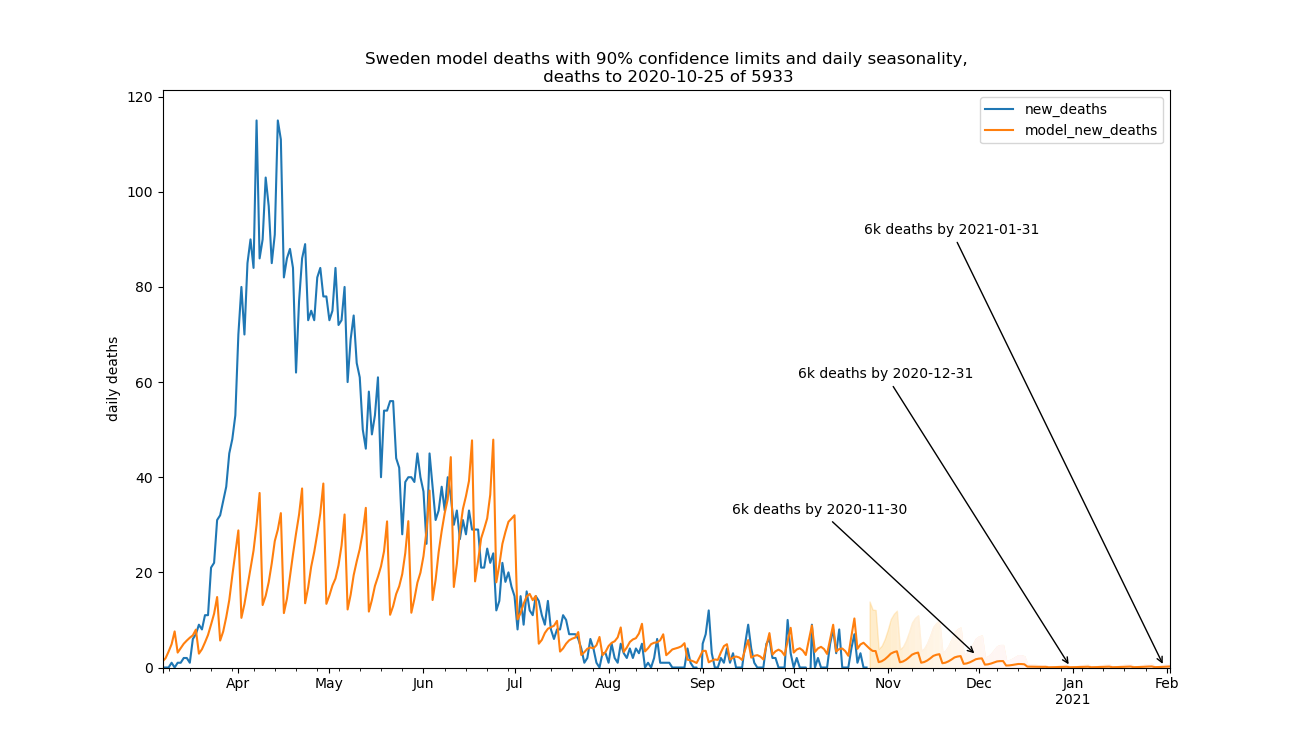 Sweden model deaths with 90% confidence limits and daily seasonality,
deaths to 2020-10-25 of 5933
new_deaths
model_new_deaths
daily deaths
120
100
80
60
40
20
0
6k deaths by 2021-01-31
6k deaths by 2020-12-31
6k deaths by 2020-11-30
Apr May Jun Jul Aug Sep Oct Nov Dec Jan Feb
2021